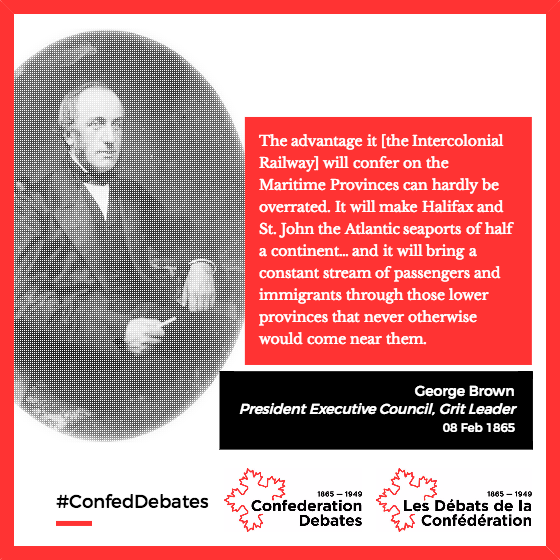 The advantage it [the Intercolonial
Railway] will confer on the
Maritime Provinces can hardly be
overrated. It will make Halifax and
St. John the Atlantic seaports of half
a continent... and it will bring a
constant stream of passengers and
immigrants through those lower
provinces that never otherwise
would come near them.
George Brown
President Executive Council, Grit Leader
08 Feb 1865
#ConfedDebates
1865 — 1949
Confederation
Debates
1865 — 1949
Les Débats de la
Confédération